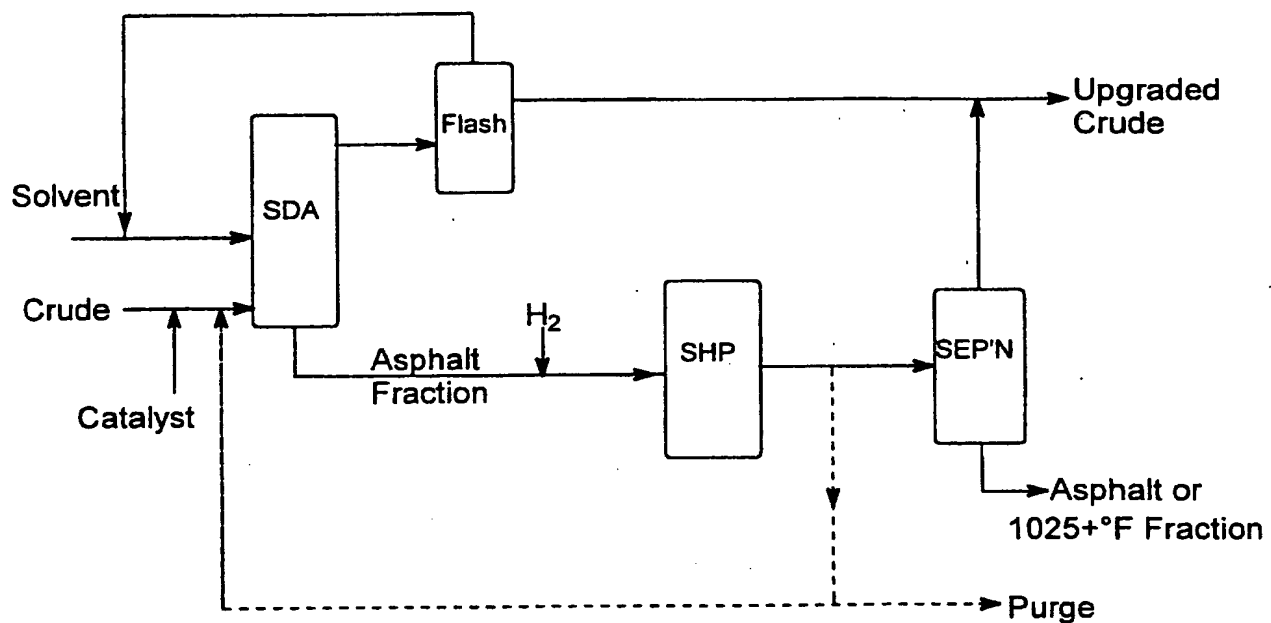 Flash
Upgraded
Crude
Solvent
SDA
Crude
H₂
SHP
SEP'N
Asphalt
Fraction
Catalyst
Asphalt or
1025+°F Fraction
Purge